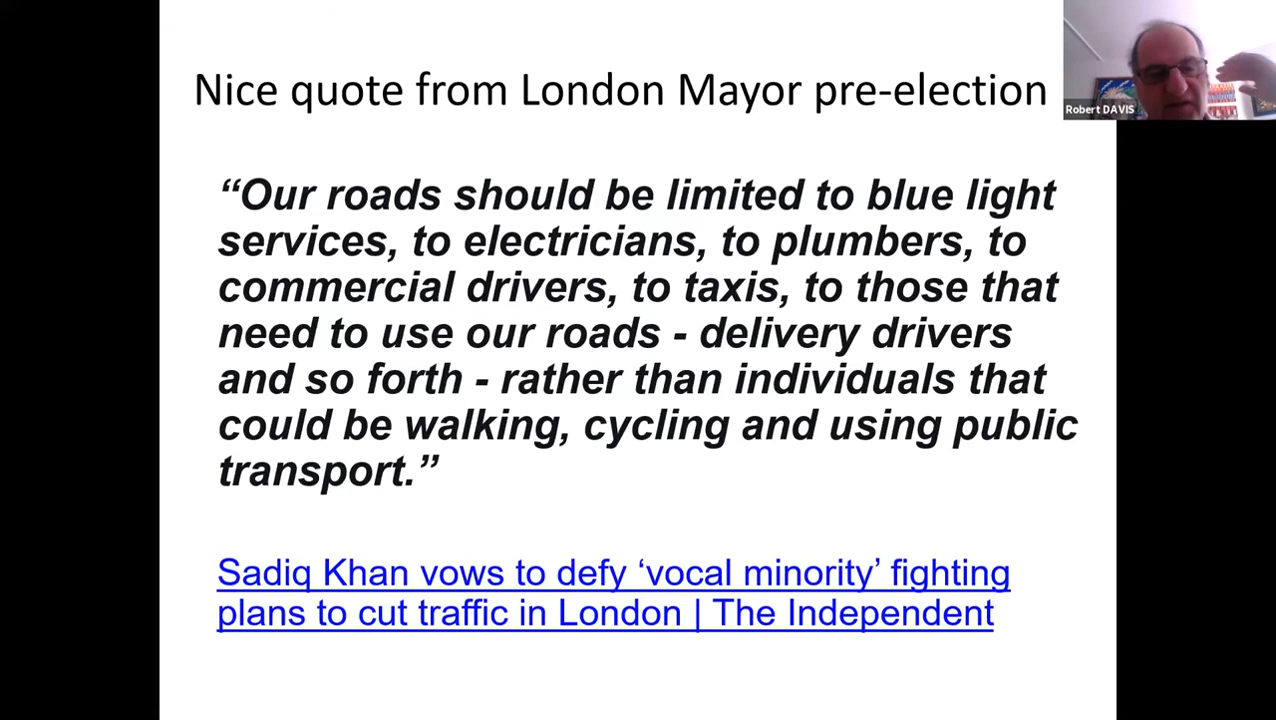 Nice quote from London Mayor pre-election
Robert DAVIS
“Our roads should be limited to blue light
services, to electricians, to plumbers, to
commercial drivers, to taxis, to those that
need to use our roads - delivery drivers
and so forth - rather than individuals that
could be walking, cycling and using public
transport.”
Sadiq Khan vows to defy ‘vocal minority’ fighting
plans to cut traffic in London | The Independent